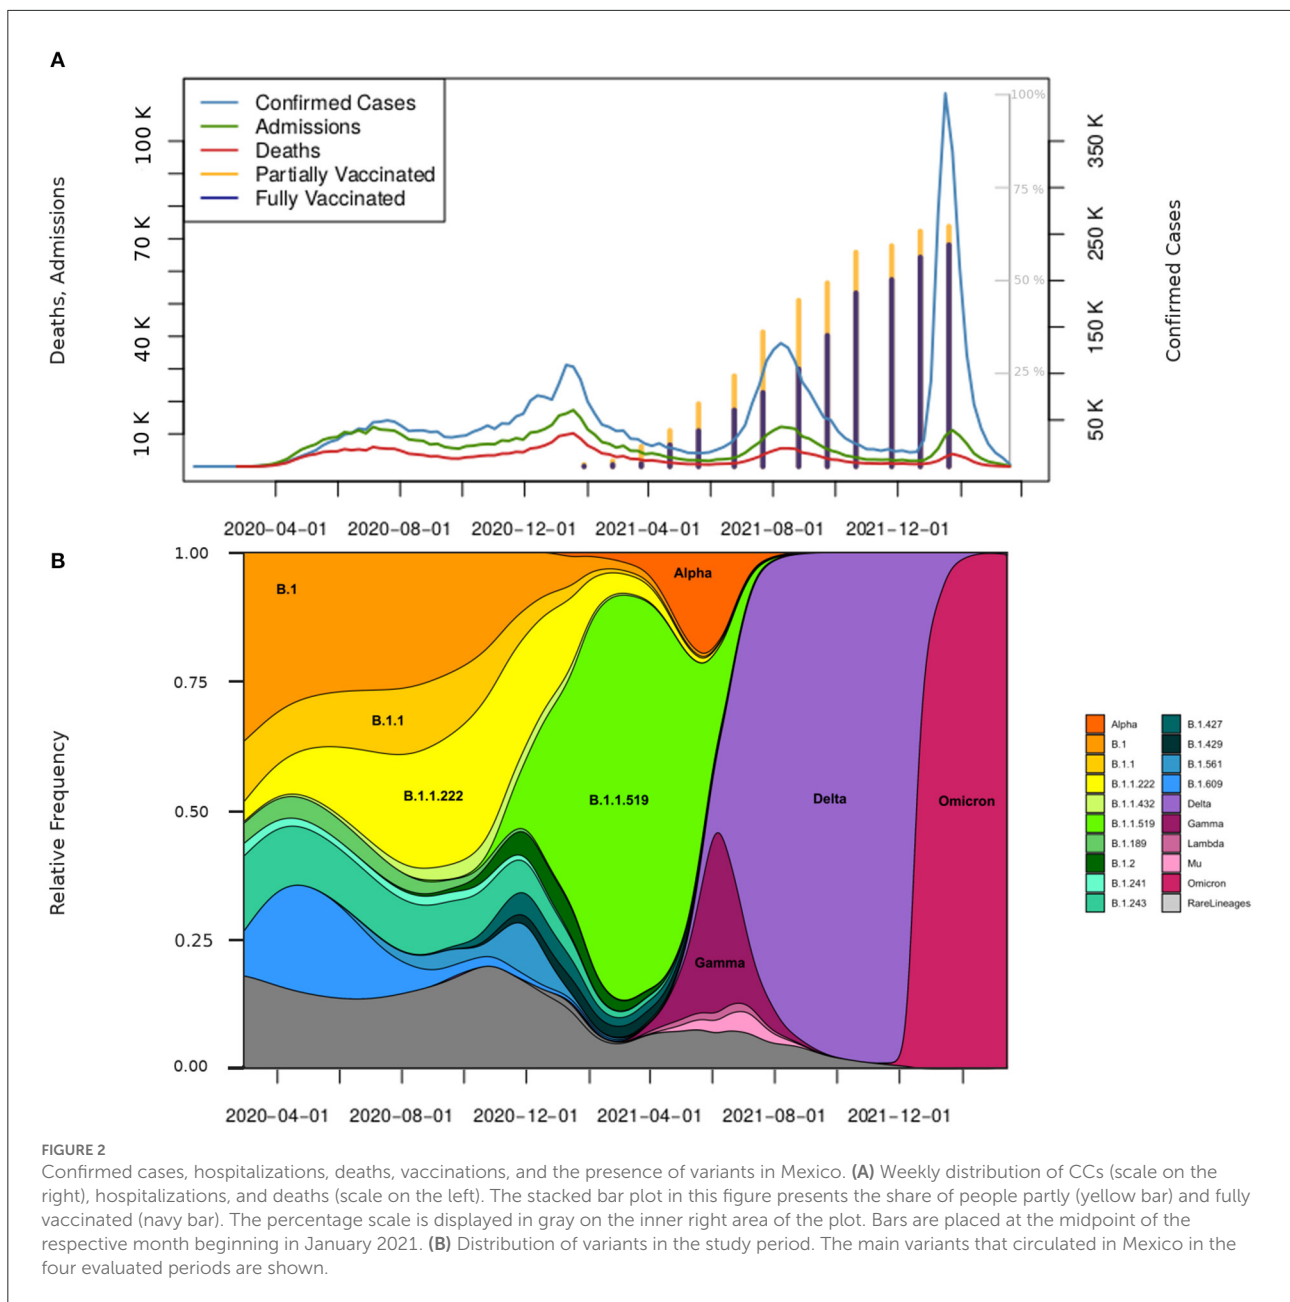 A
Confirmed Cases
Admissions
Deaths
Partially Vaccinated
Fully Vaccinated
Deaths, Admissions
100 K
70 K
40 K
10 K
100%
75 %
50 %
25 %
350 K
250 K
150 K
50 K
Confirmed Cases
2020-04-01 2020-08-01 2020-12-01 2021-04-01 2021-08-01 2021-12-01
B
Relative Frequency
1.00
0.75
0.50
0.25
0.00
B.1
B.1.1
B.1.1.222
B.1.1.519
Alpha
Gamma
Delta
Omicron
Alpha B.1.427
B.1 B.1.429
B.1.1 B.1.561
B.1.1.222 B.1.609
B.1.1.432 Delta
B.1.1.519 Gamma
B.1.189 Lambda
B.1.2 Mu
B.1.241 Omicron
B.1.243 RareLineages
2020-04-01 2020-08-01 2020-12-01 2021-04-01 2021-08-01 2021-12-01
FIGURE 2
Confirmed cases, hospitalizations, deaths, vaccinations, and the presence of variants in Mexico. (A) Weekly distribution of CCs (scale on the
right), hospitalizations, and deaths (scale on the left). The stacked bar plot in this figure presents the share of people partly (yellow bar) and fully
vaccinated (navy bar). The percentage scale is displayed in gray on the inner right area of the plot. Bars are placed at the midpoint of the
respective month beginning in January 2021. (B) Distribution of variants in the study period. The main variants that circulated in Mexico in the
four evaluated periods are shown.